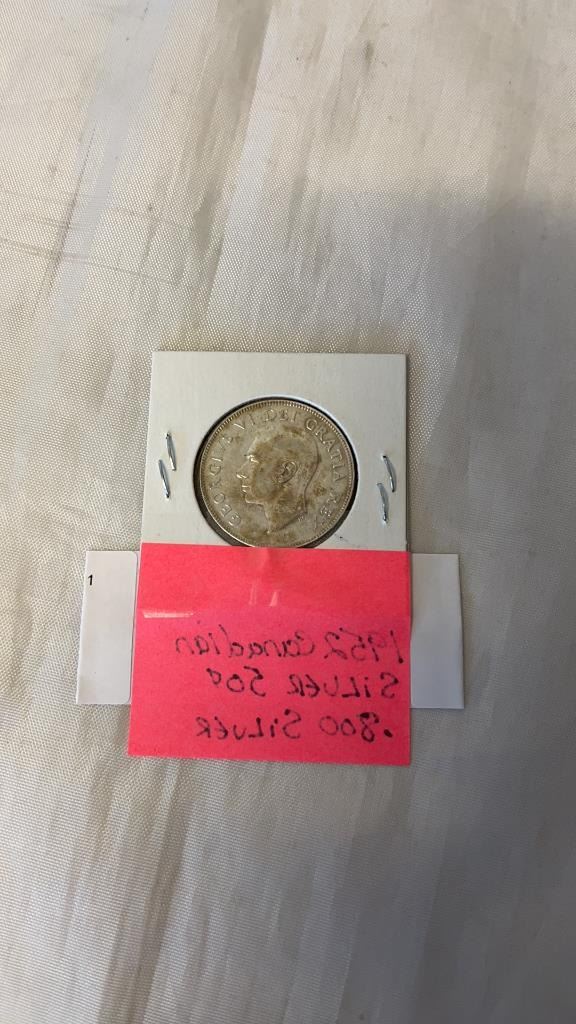 GEORGIVS VI DEI GRATIA REX
1
1952 Canadian
SILVER 50¢
.800 SILVER